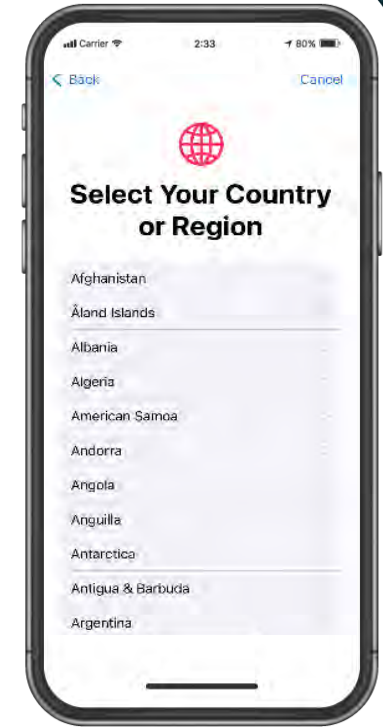 Carrier 2:33 80%
Back Cancel
Select Your Country
or Region
Afghanistan
Åland Islands
Albania
Algeria
American Samoa
Andorra
Angola
Anguilla
Antarctica
Antigua & Barbuda
Argentina